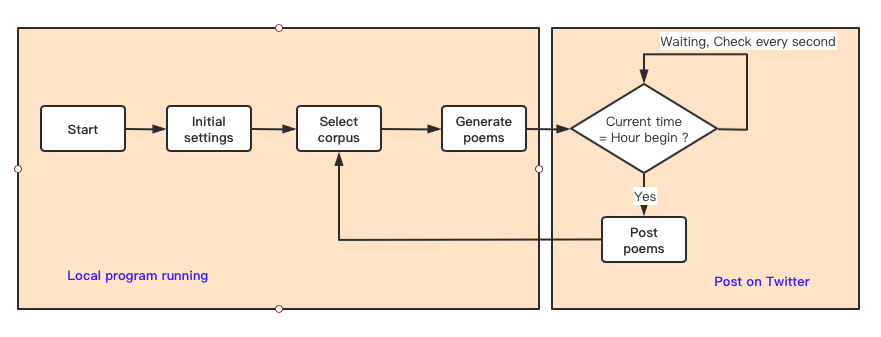 Waiting, Check every second
Start
Initial
settings
Select
corpus
Generate
poems
Current time
= Hour begin ?
Yes
Post
poems
Local program running
Post on Twitter